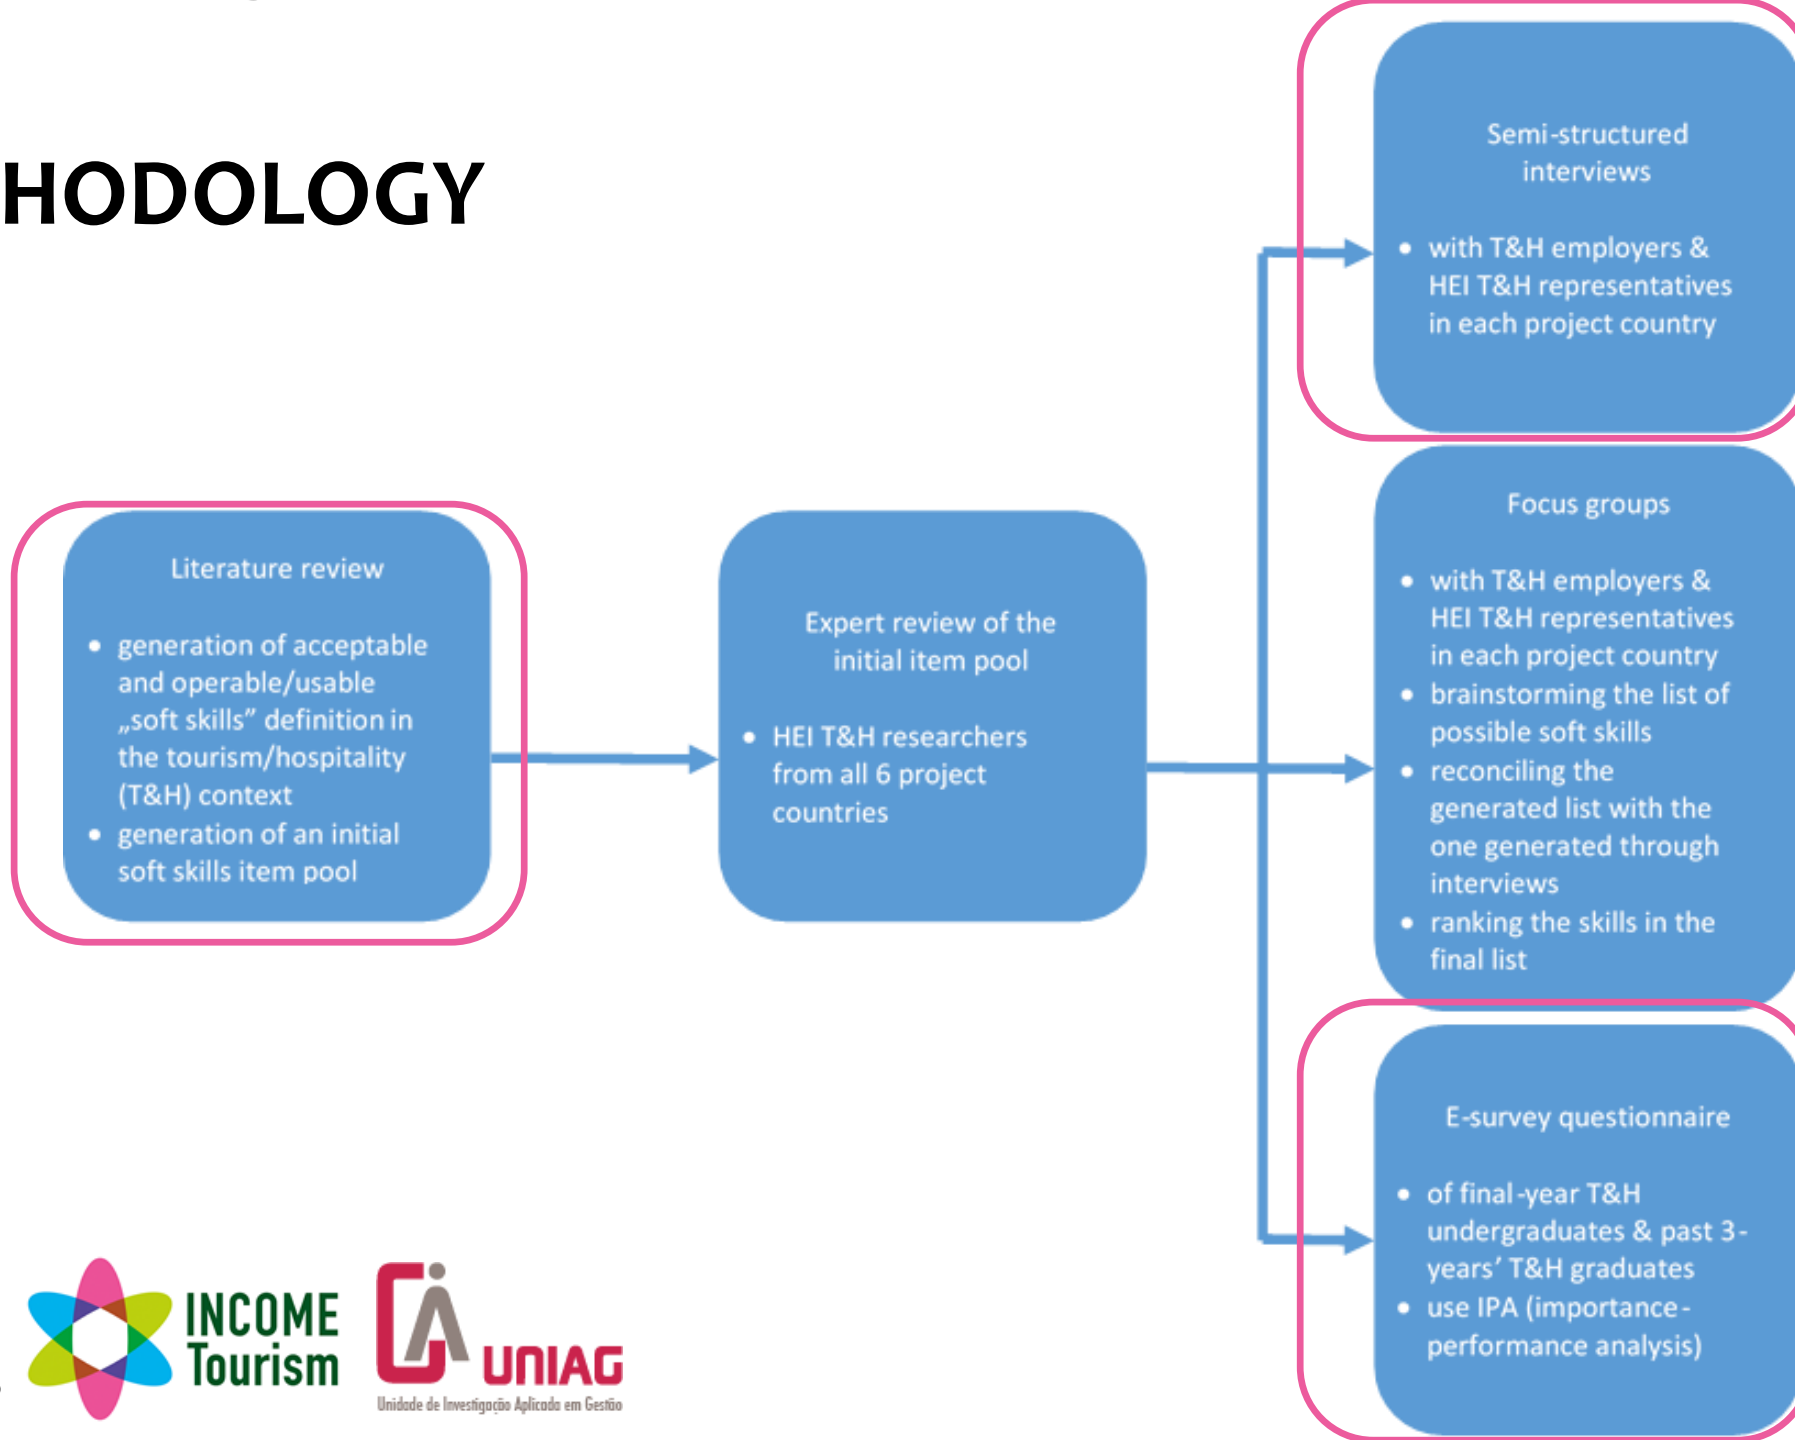 HODOLOGY
Literature review
• generation of acceptable
and operable/usable
„soft skills” definition in
the tourism/hospitality
(T&H) context
• generation of an initial
soft skills item pool
Expert review of the
initial item pool
• HEI T&H researchers
from all 6 project
countries
Semi-structured
interviews
• with T&H employers &
HEI T&H representatives
in each project country
Focus groups
• with T&H employers &
HEI T&H representatives
in each project country
• brainstorming the list of
possible soft skills
• reconciling the
generated list with the
one generated through
interviews
• ranking the skills in the
final list
E-survey questionnaire
• of final-year T&H
undergraduates & past 3-
years’ T&H graduates
• use IPA (importance-
performance analysis)
INCOME
Tourism
UNIAG
Unidade de Investigação Aplicada em Gestão